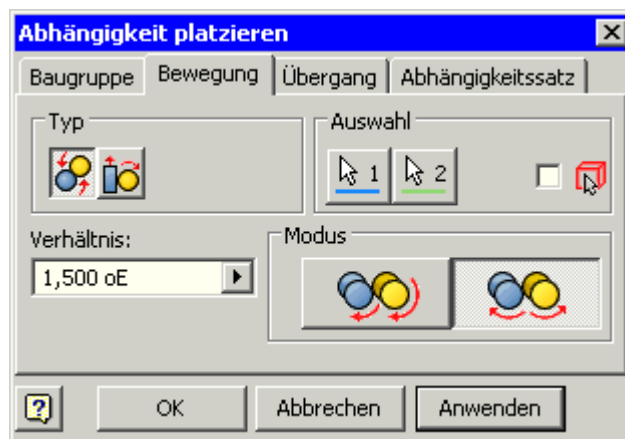 Abhängigkeit platzieren
Baugruppe Bewegung Übergang Abhängigkeitssatz
Typ
Auswahl
1 2
Verhältnis:
Modus
1,500 oE
OK Abbrechen Anwenden